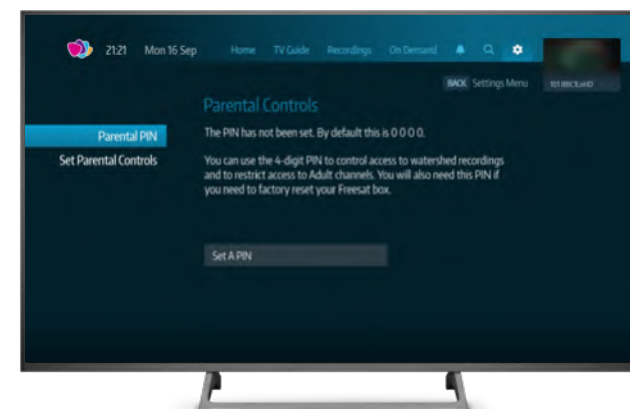 21:21 Mon 16 Sep Home TV Guide Recordings On Demand
BACK Settings Menu
Parental Controls
Parental PIN
The PIN has not been set. By default this is 0 0 0 0.
Set Parental Controls
You can use the 4-digit PIN to control access to watershed recordings
and to restrict access to Adult channels. You will also need this PIN if
you need to factory reset your Freesat box.
Set A PIN